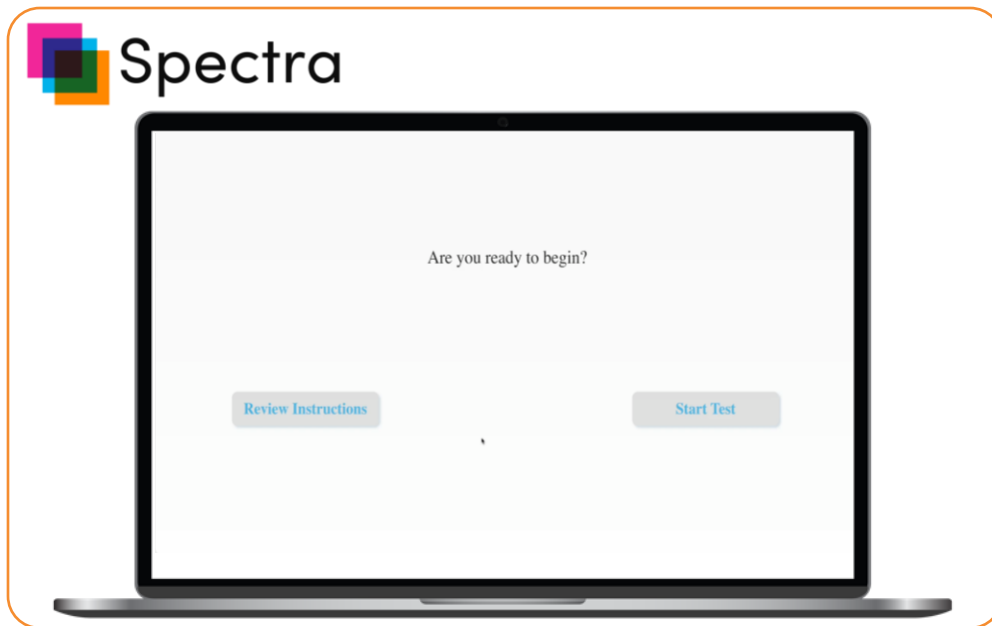 Spectra
Are you ready to begin?
Review Instructions
Start Test